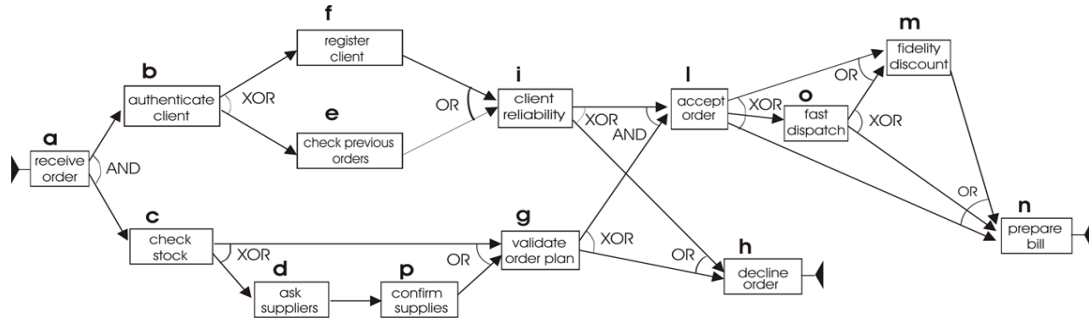 a
receive
order
AND
b
authenticate
client
XOR
f
register
client
e
check previous
orders
OR
c
check
stock
XOR
d
ask
suppliers
p
confirm
supplies
OR
g
validate
order plan
XOR
i
client
reliability
XOR
AND
l
accept
order
XOR
OR
o
fast
dispatch
XOR
m
fidelity
discount
OR
h
decline
order
OR
n
prepare
bill